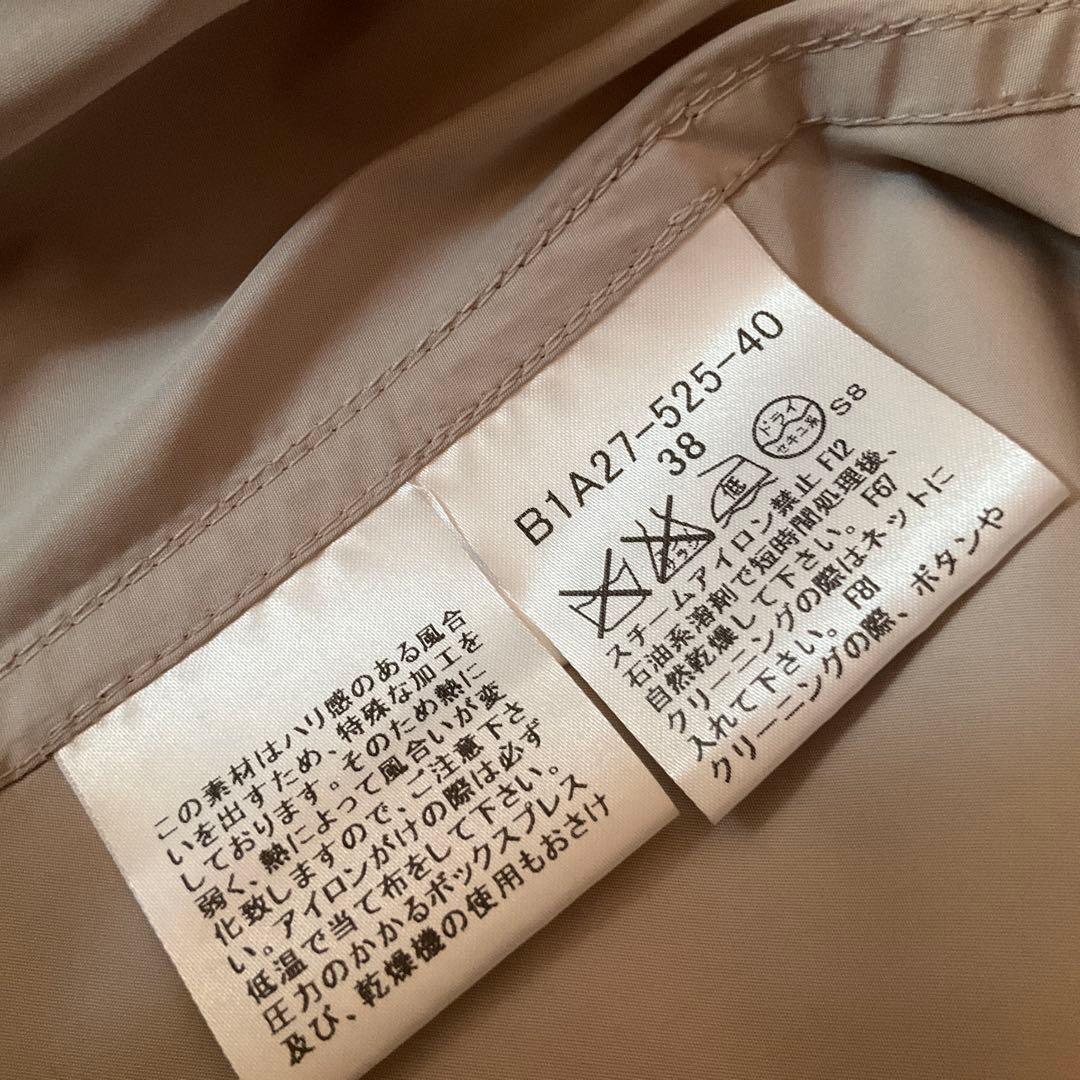 この素材はハリ感のある風合
いを出すため、特殊な加工を
しております。そのため熱に
弱く、熱によって風合いが変
化致しますので、ご注意下さ
い。アイロンがけの際は必ず
低温で当て布をして下さい。
圧力のかかるボックスプレス
及び、乾燥機の使用もおさけ
B1A27-525-40
38
エンソ サラシ 低 ドライ セキユ系 S8
スチームアイロン禁止 F12
石油系溶剤で短時間処理後、
自然乾燥して下さい。 F67
クリーニングの際はネットに
入れて下さい。 F81
クリーニングの際、ボタンや